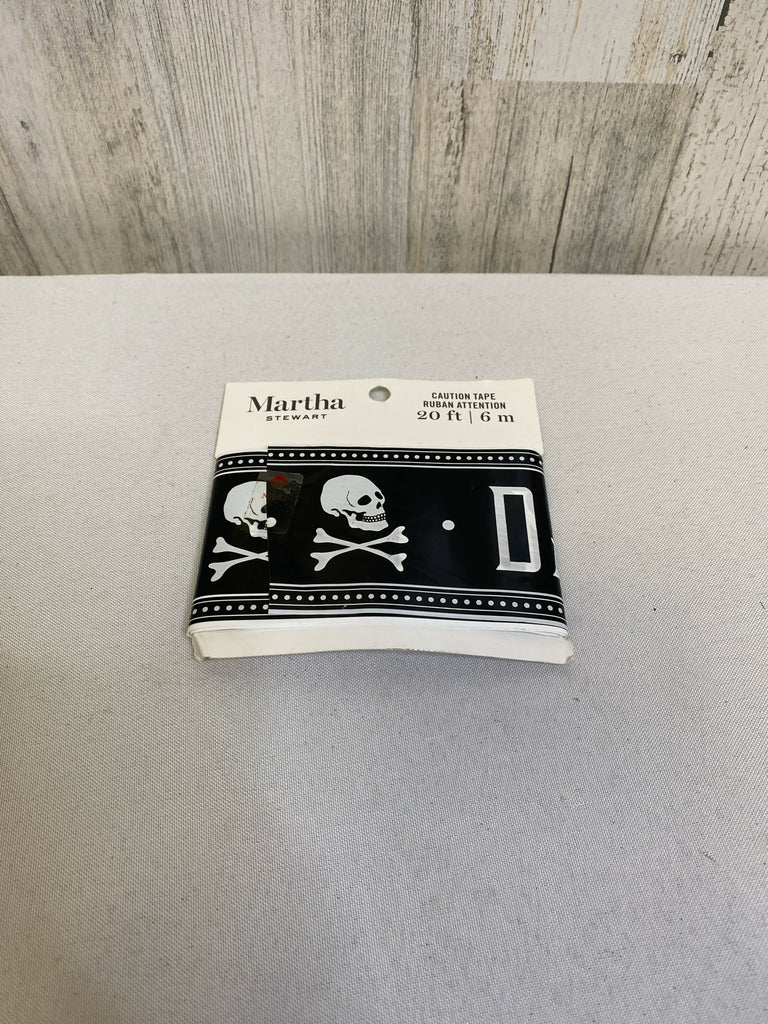 Martha
STEWART
CAUTION TAPE
RUBAN ATTENTION
20 ft | 6 m
D